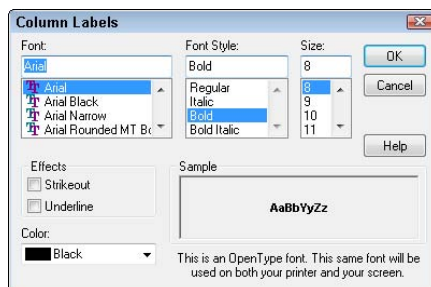 Column Labels
Font:
Font Style:
Size:
Arial
Bold
8
OK
Cancel
Help
Arial
Arial Black
Arial Narrow
Arial Rounded MT Bo
Regular
Italic
Bold
Bold Italic
8
9
10
11
Effects
Strikeout
Underline
Color:
Black
Sample
AaBbYyZz
This is an OpenType font. This same font will be
used on both your printer and your screen.